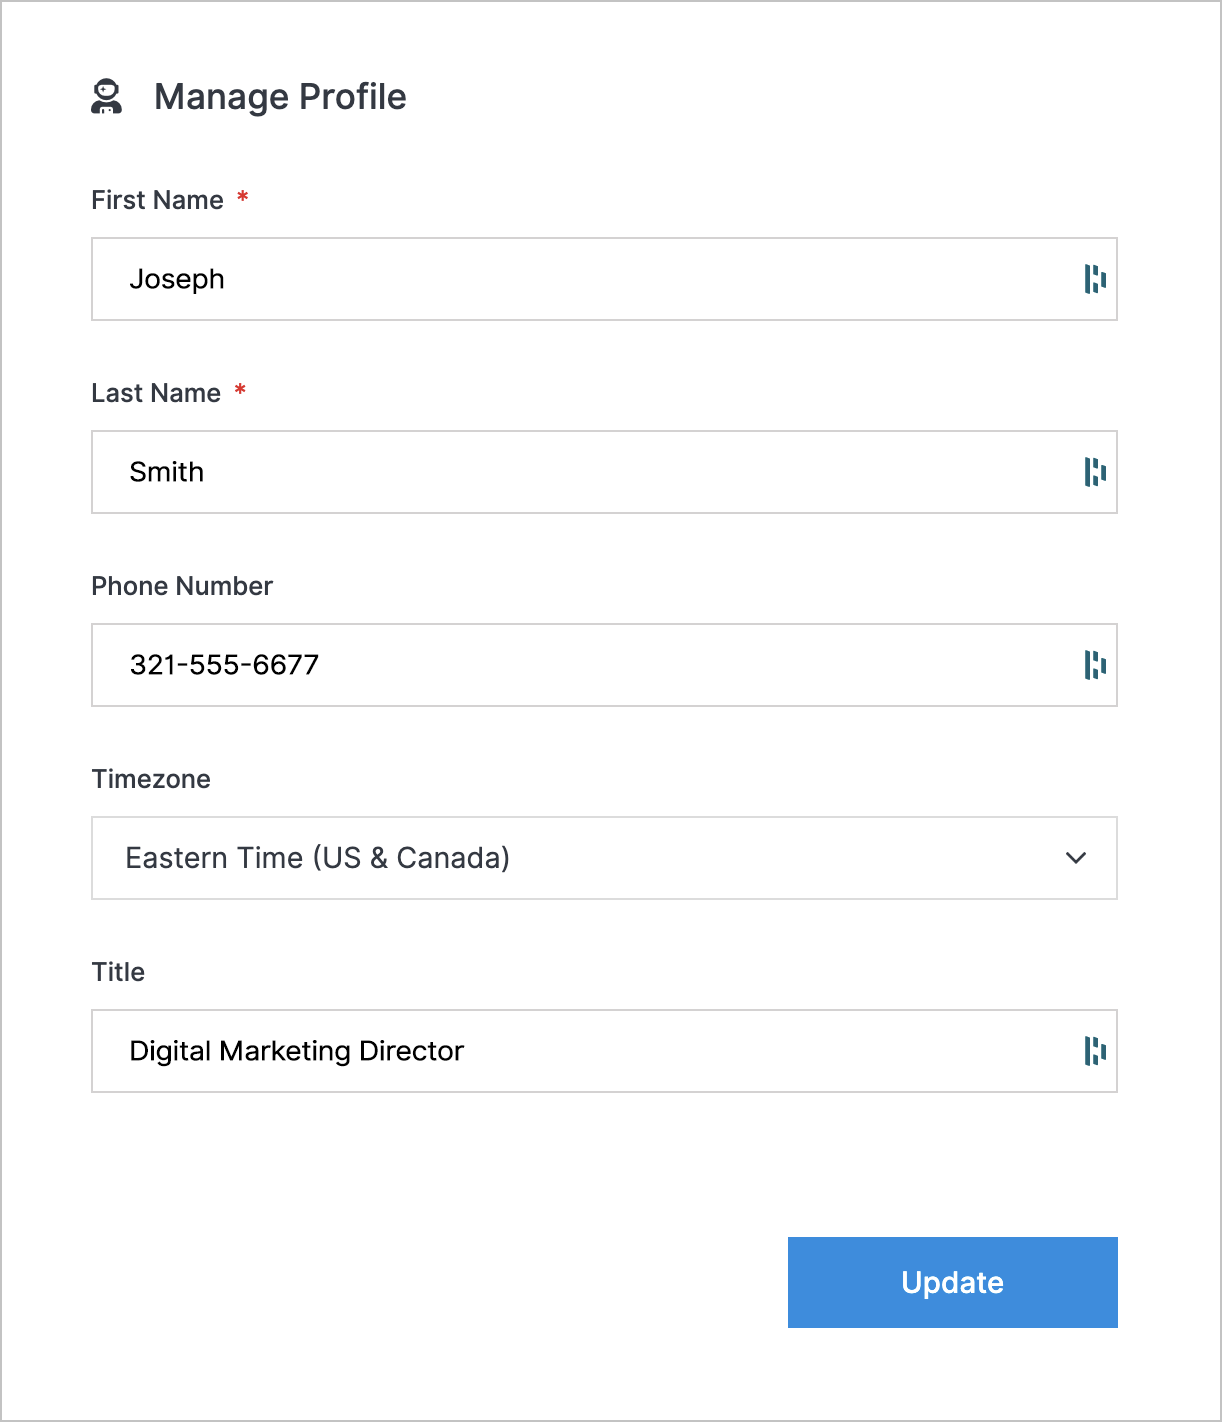 Manage Profile
First Name *
Joseph
Last Name *
Smith
Phone Number
321-555-6677
Timezone
Eastern Time (US & Canada)
Title
Digital Marketing Director
Update